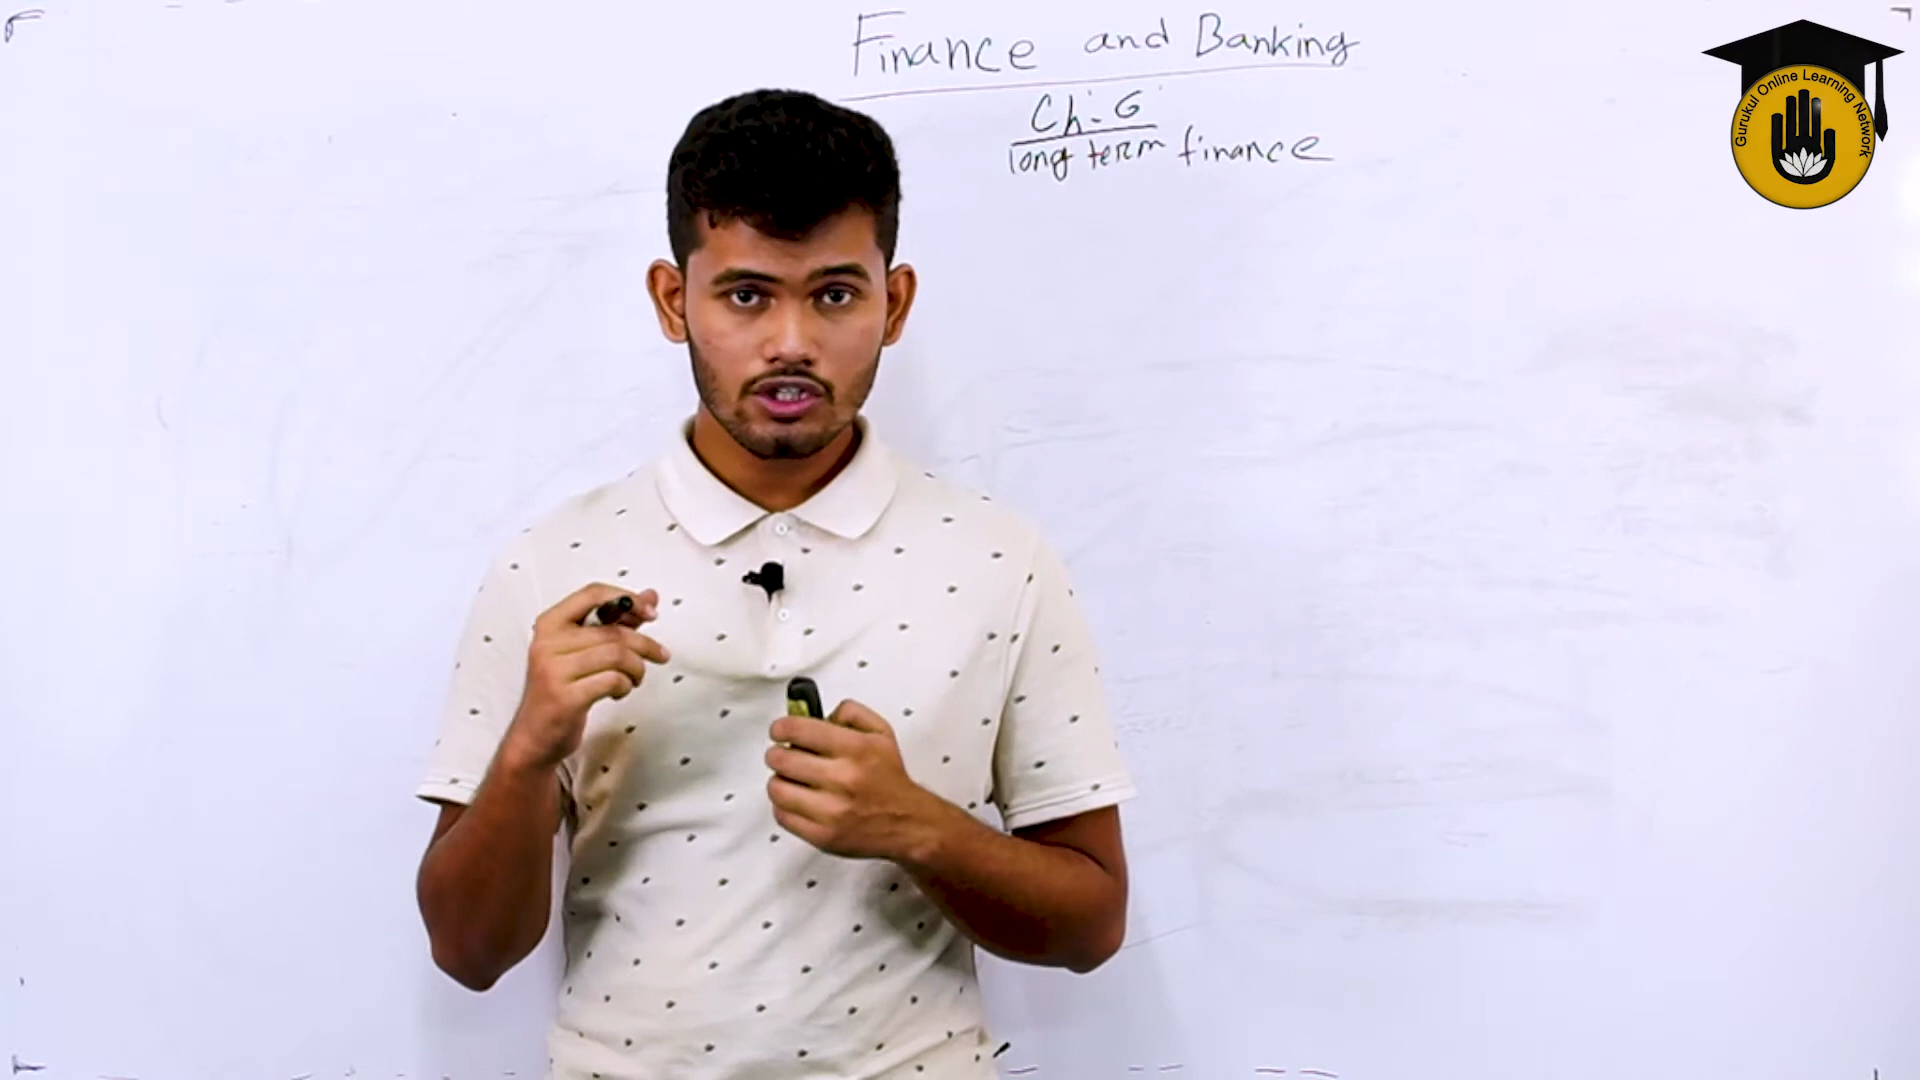 Finance and Banking
Ch:- 6
long term finance
Gurukul Online Learning Network